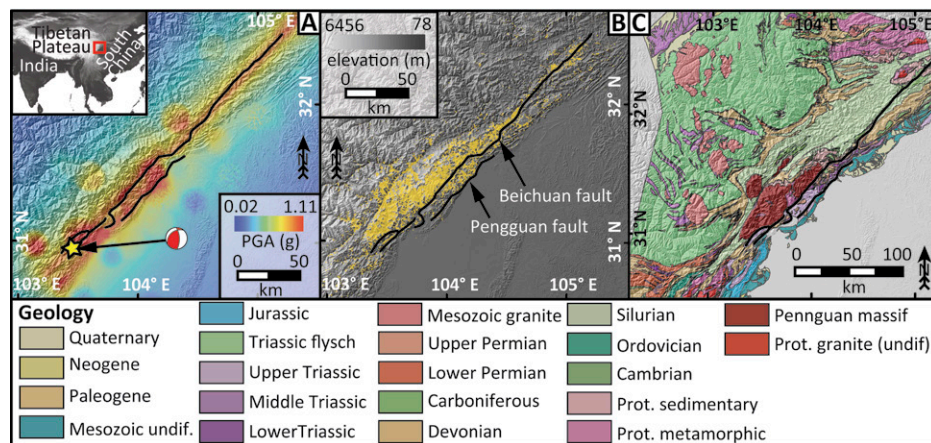 Tibetan
Plateau
India
South
China
105° E
A
32° N
31° N
0.02 1.11
PGA (g)
0 50
km
103° E
104° E
6456 78
elevation (m)
0 50
km
B
32° N
Beichuan fault
Pengguan fault
31° N
103° E
104° E
105° E
C
103° E
104° E
105° E
32° N
31° N
0 50 100
km
Geology
Quaternary
Neogene
Paleogene
Mesozoic undif.
Jurassic
Triassic flysch
Upper Triassic
Middle Triassic
LowerTriassic
Mesozoic granite
Upper Permian
Lower Permian
Carboniferous
Devonian
Silurian
Ordovician
Cambrian
Prot. sedimentary
Prot. metamorphic
Pennguan massif
Prot. granite (undif)